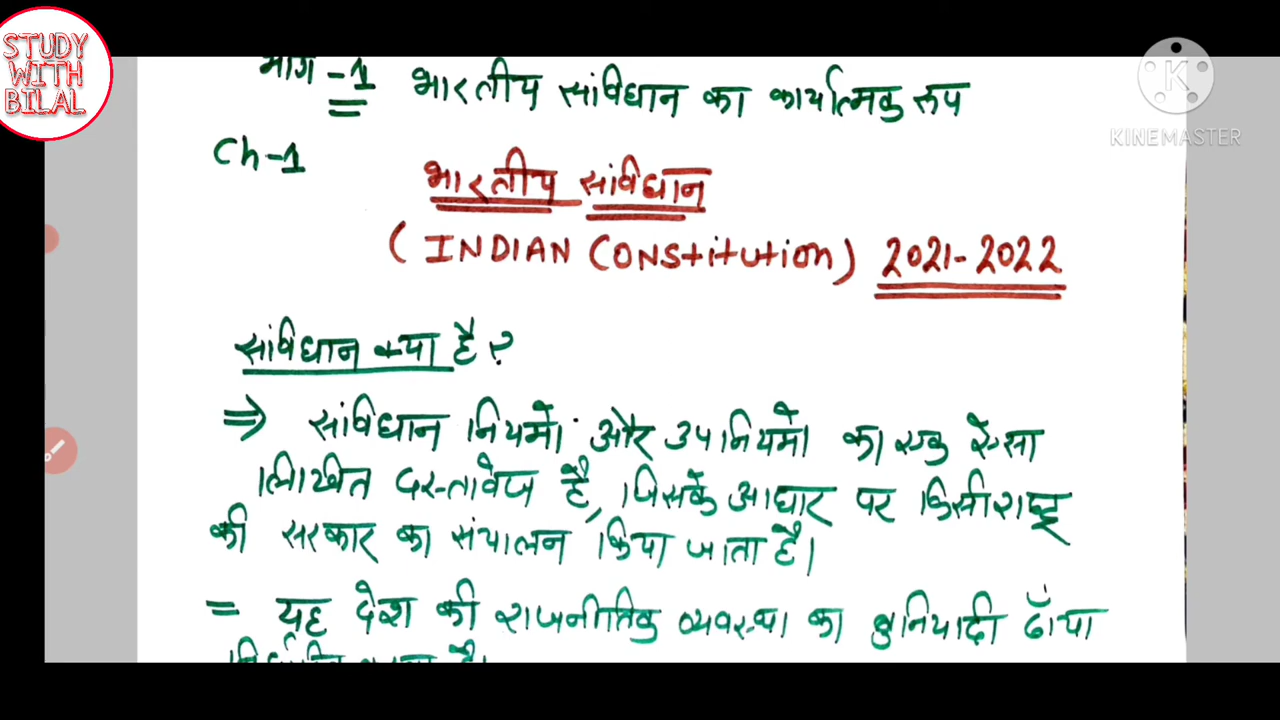 STUDY
WITH
BILAL
KINEMASTER
भाग -1 भारतीय संविधान का कार्यात्मक रूप
Ch-1
भारतीय संविधान
(INDIAN Constitution) 2021-2022
संविधान क्या है?
⇒ संविधान नियमों और उपनियमों का एक ऐसा
लिखित दस्तावेज है, जिसके आधार पर किसी राष्ट्र
की सरकार का संचालन किया जाता है।
= यह देश की राजनीतिक व्यवस्था का बुनियादी ढाँचा